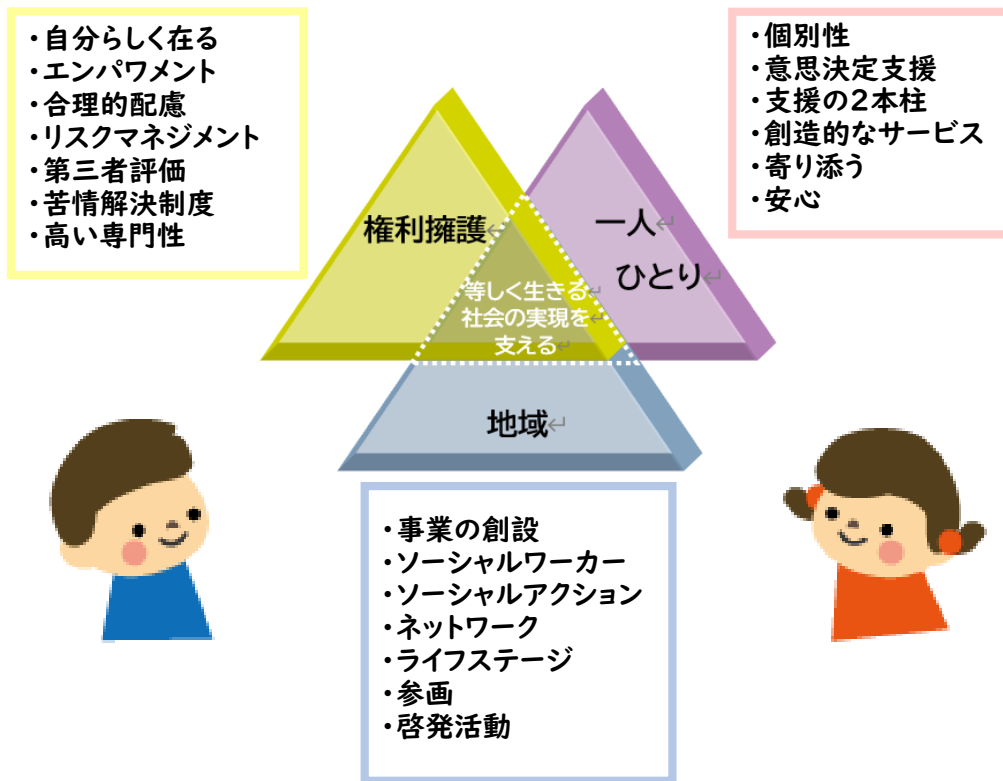 ・自分らしく在る
・エンパワメント
・合理的配慮
・リスクマネジメント
・第三者評価
・苦情解決制度
・高い専門性
・個別性
・意思決定支援
・支援の2本柱
・創造的なサービス
・寄り添う
・安心
権利擁護↵
一人↵
ひとり↵
等しく生きる↵
社会の実現を↵
支える↵
地域↵
・事業の創設
・ソーシャルワーカー
・ソーシャルアクション
・ネットワーク
・ライフステージ
・参画
・啓発活動